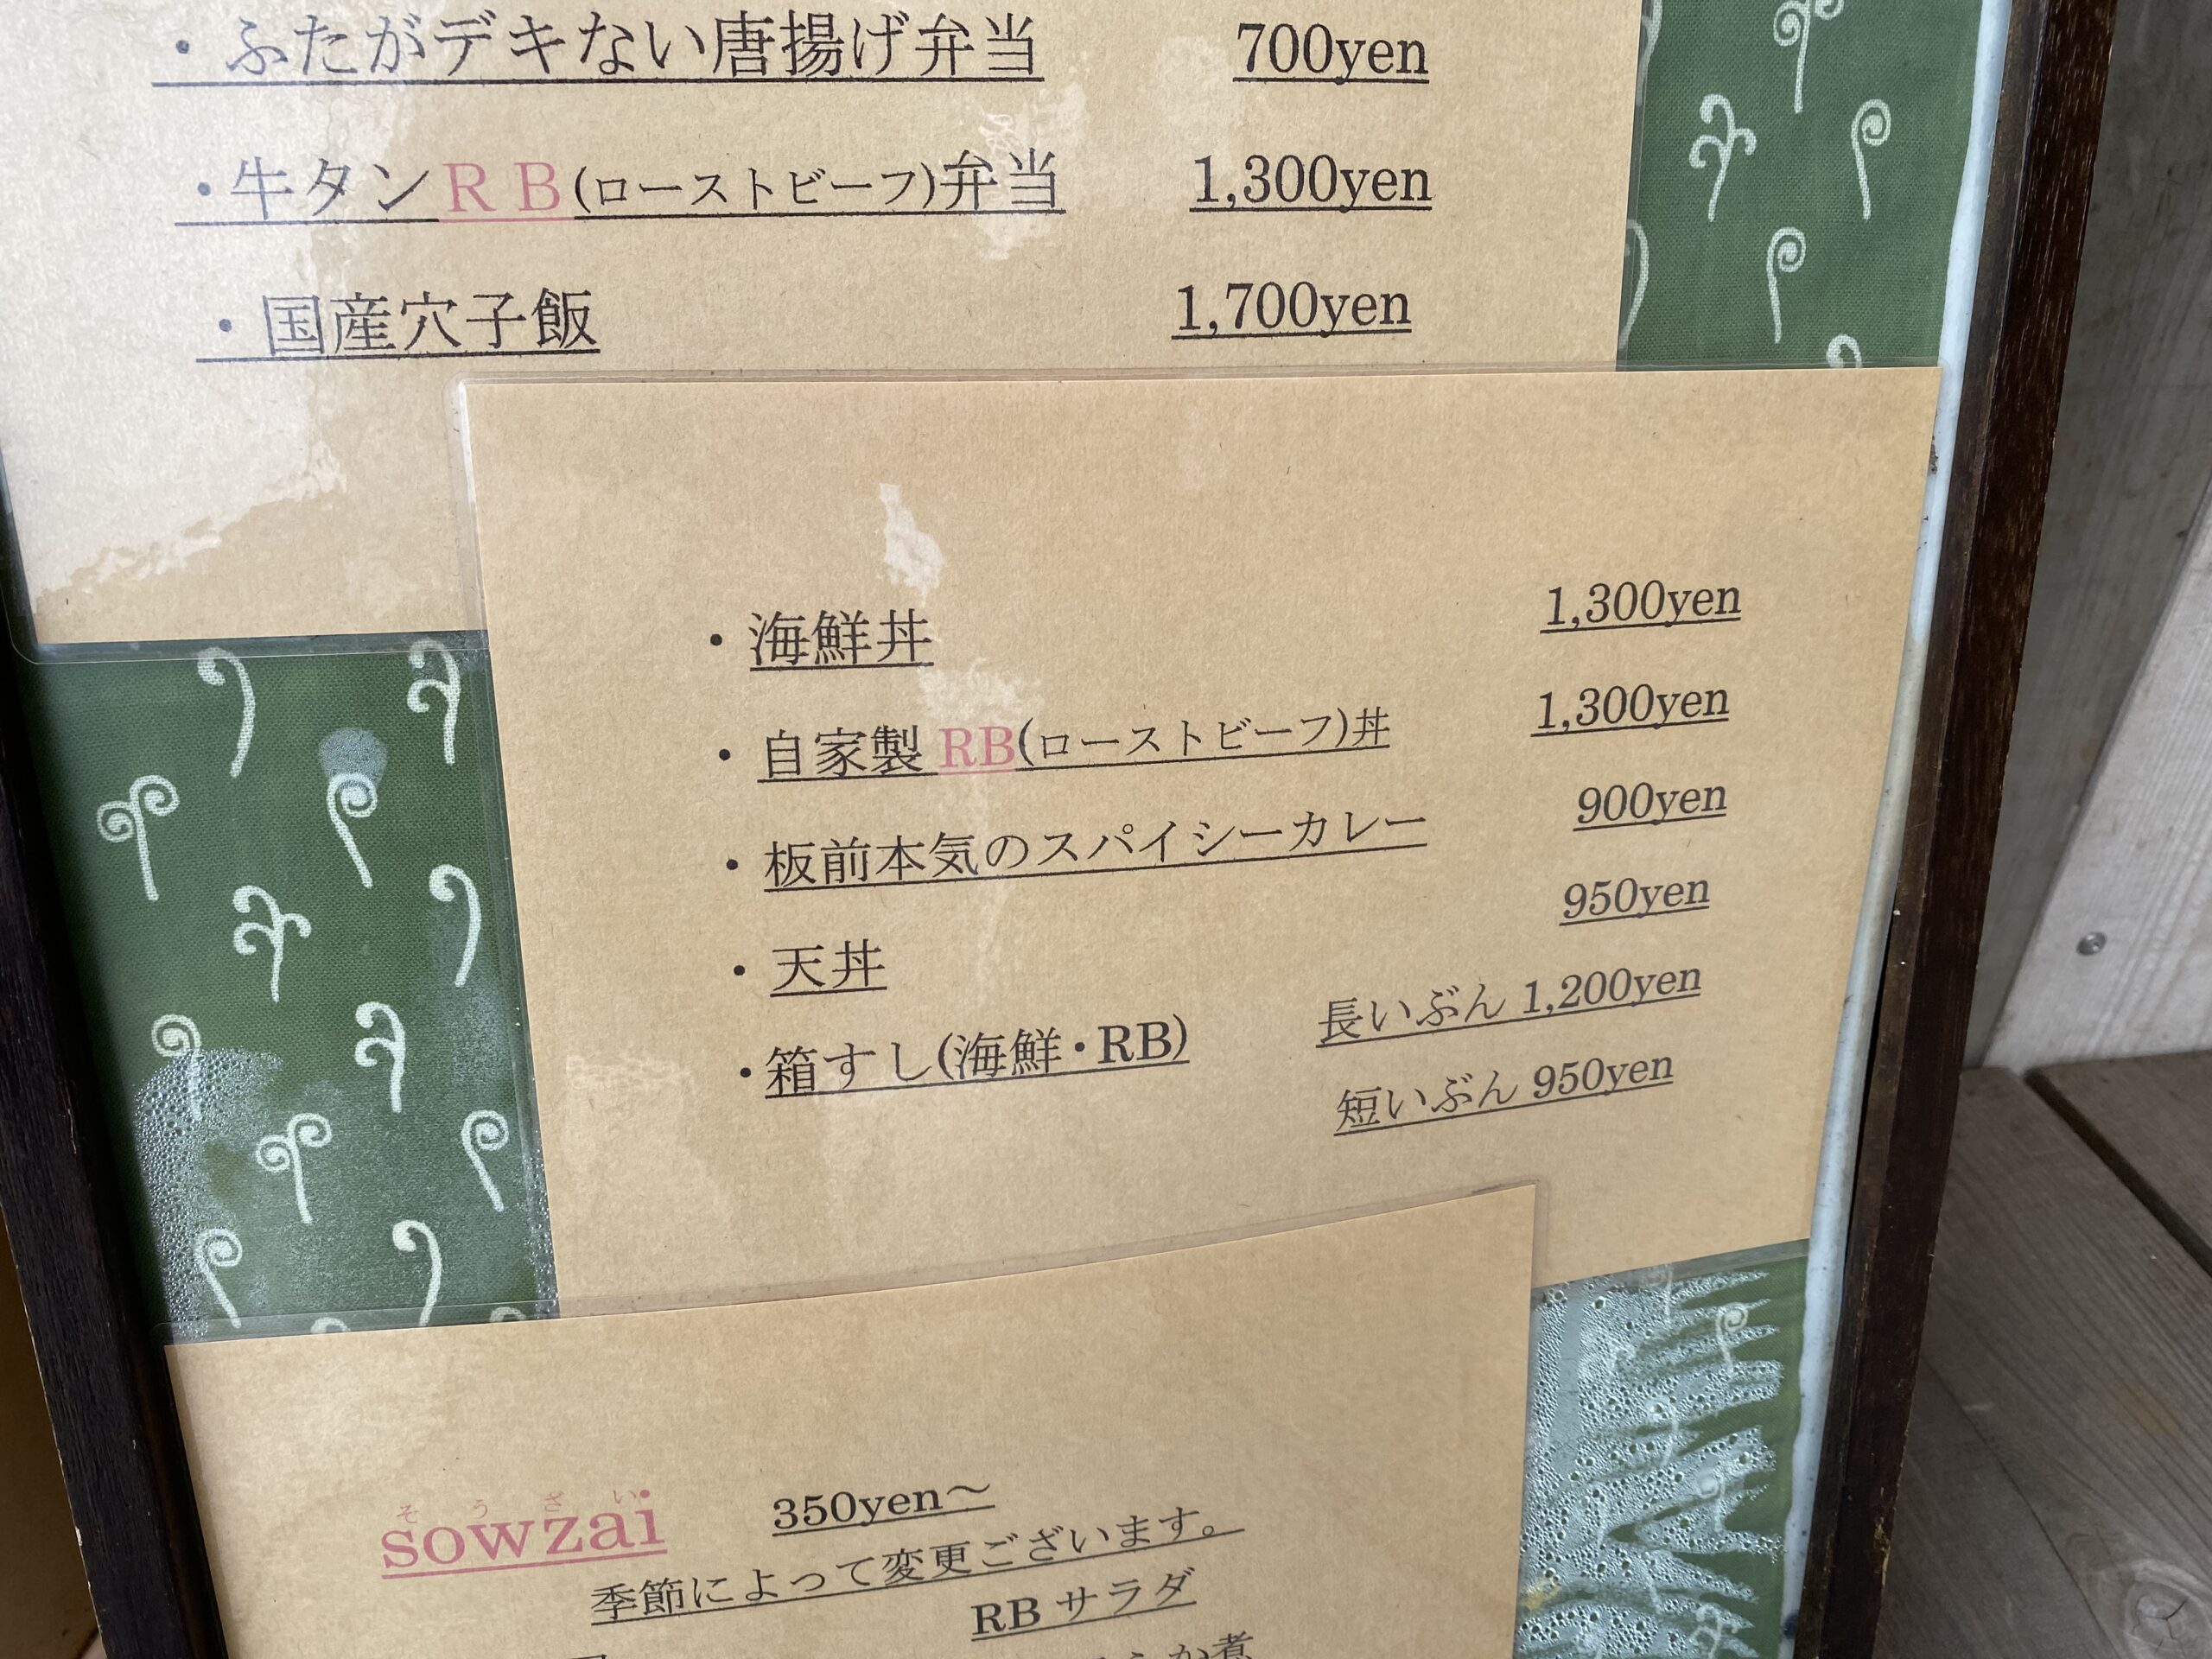 ・ふたがデキない唐揚げ弁当 700yen
・牛タンRB(ローストビーフ)弁当 1,300yen
・国産穴子飯 1,700yen
・海鮮丼 1,300yen
・自家製RB(ローストビーフ)丼 1,300yen
・板前本気のスパイシーカレー 900yen
・天丼 950yen
・箱すし(海鮮・RB) 長いぶん 1,200yen
短いぶん 950yen
そうざい
sowzai 350yen～
季節によって変更ございます。
RBサラダ
煮